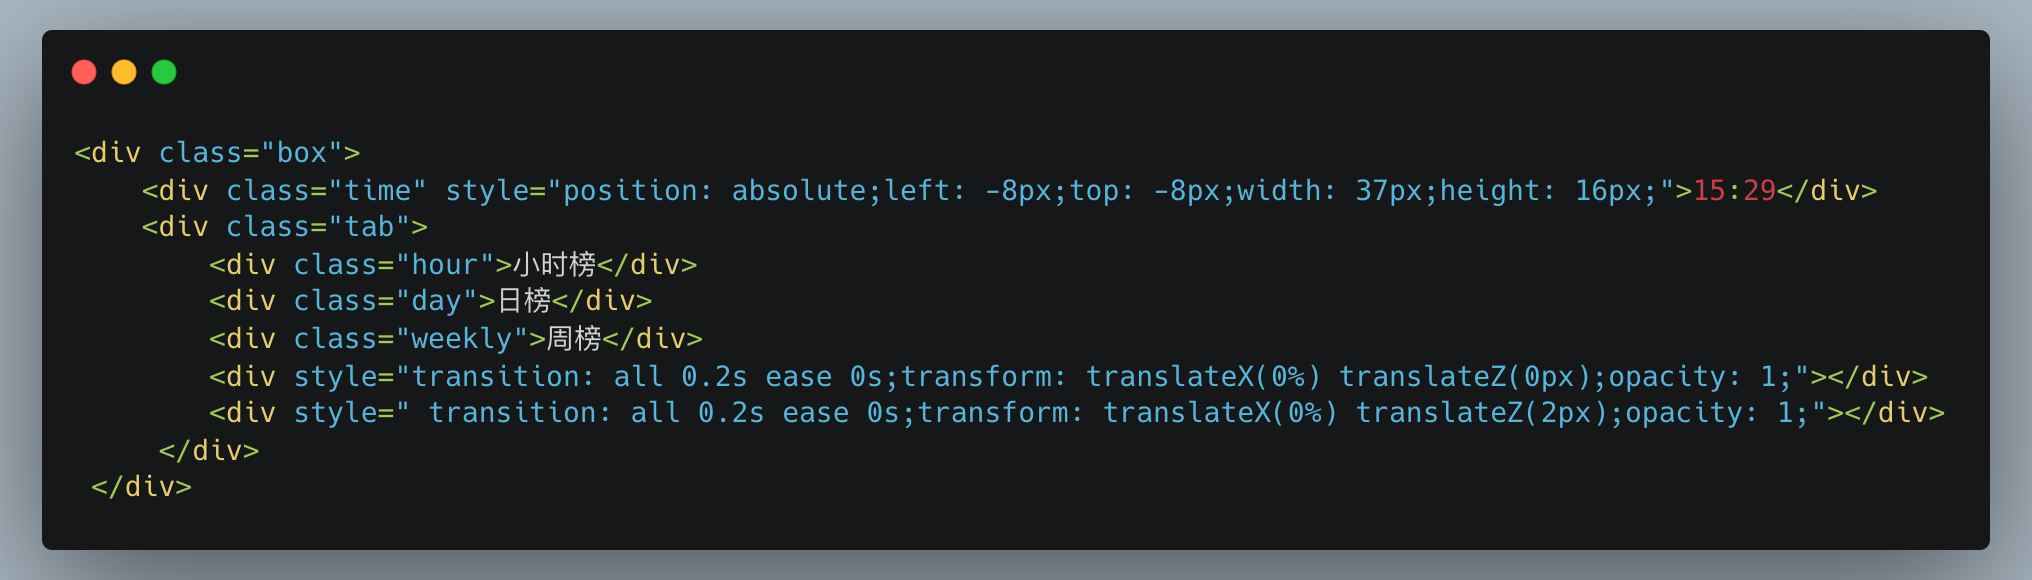 <div class="box">
    <div class="time" style="position: absolute;left: -8px;top: -8px;width: 37px;height: 16px;">15:29</div>
    <div class="tab">
        <div class="hour">小时榜</div>
        <div class="day">日榜</div>
        <div class="weekly">周榜</div>
        <div style="transition: all 0.2s ease 0s;transform: translateX(0%) translateZ(0px);opacity: 1;"></div>
        <div style=" transition: all 0.2s ease 0s;transform: translateX(0%) translateZ(2px);opacity: 1;"></div>
     </div>
 </div>